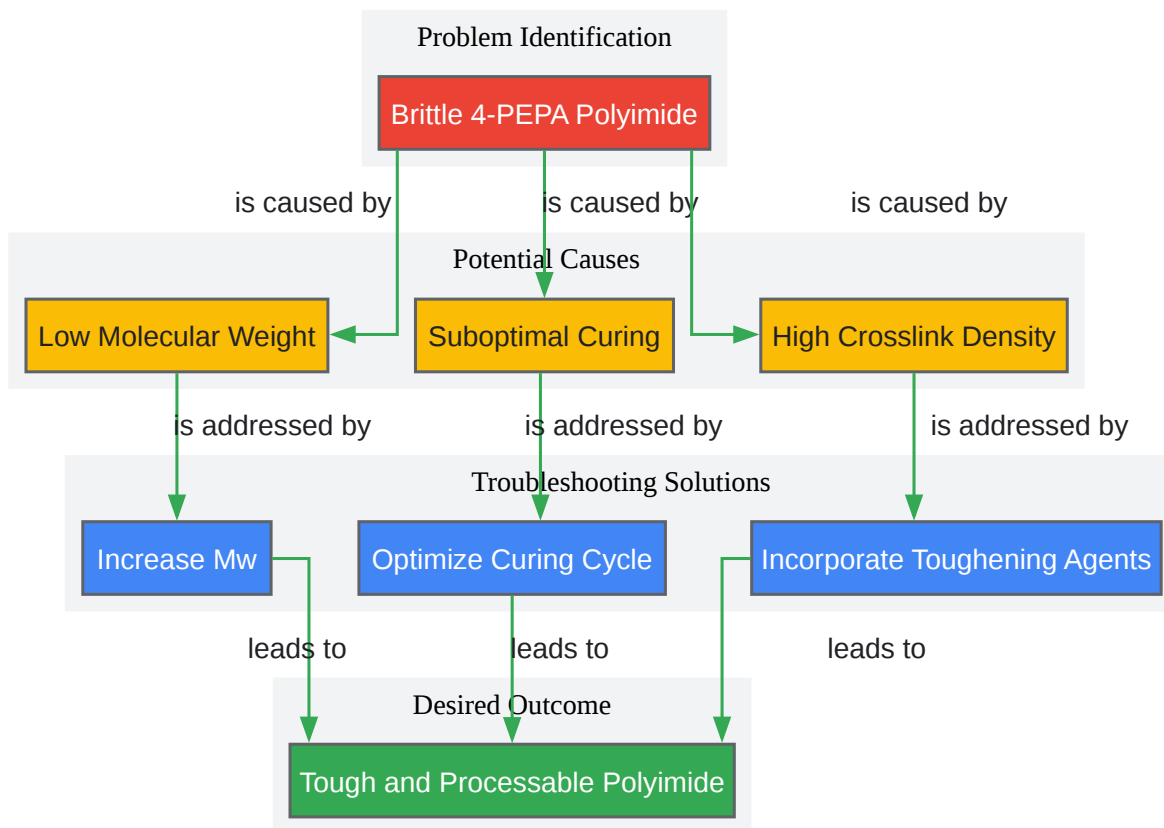 Problem Identification
Brittle 4-PEPA Polyimide
is caused by
is caused by
is caused by
Potential Causes
Low Molecular Weight
Suboptimal Curing
High Crosslink Density
is addressed by
is addressed by
is addressed by
Troubleshooting Solutions
Increase Mw
Optimize Curing Cycle
Incorporate Toughening Agents
leads to
leads to
leads to
Desired Outcome
Tough and Processable Polyimide